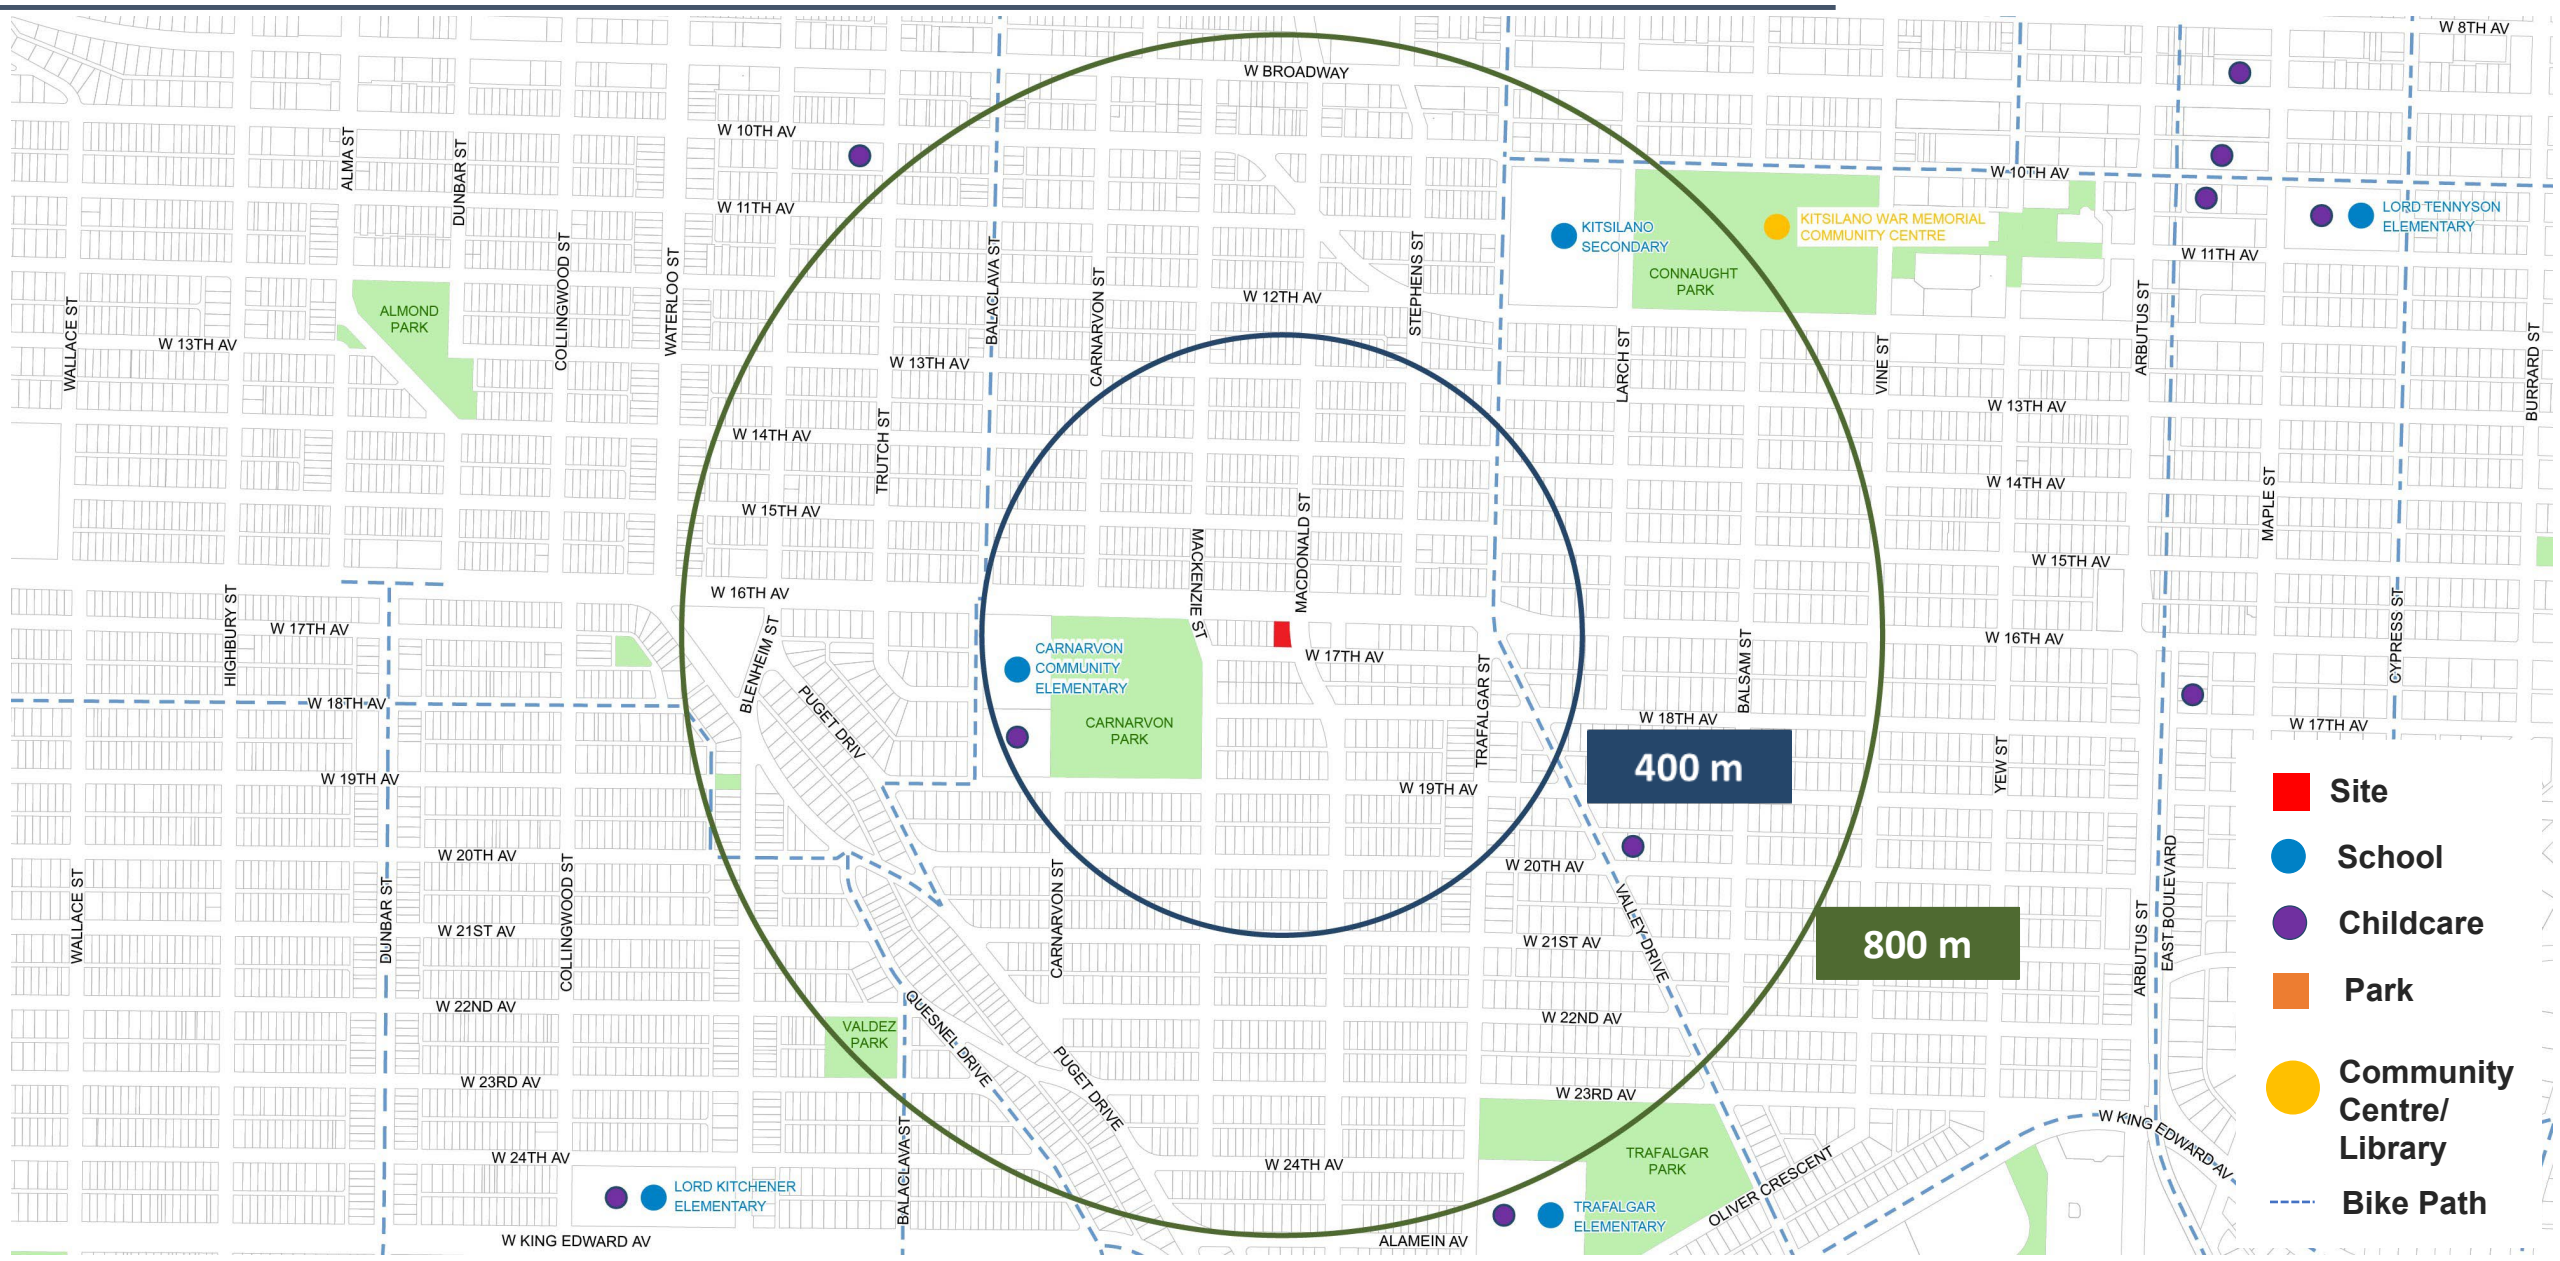 W 8TH AV
W BROADWAY
W 10TH AV
ALMA ST
DUNBAR ST
W 10TH AV
W 11TH AV
LORD TENNYSON
ELEMENTARY
KITSILANO WAR MEMORIAL
COMMUNITY CENTRE
KITSILANO
SECONDARY
W 11TH AV
COLLINGWOOD ST
WATERLOO ST
BALACLAVA ST
CARNARVON ST
STEPHENS ST
CONNAUGHT
PARK
W 12TH AV
ALMOND
PARK
WALLACE ST
W 13TH AV
W 13TH AV
LARCH ST
VINE ST
ARBUTUS ST
BURRARD ST
W 13TH AV
TRUTCH ST
W 14TH AV
W 14TH AV
MAPLE ST
W 15TH AV
MACKENZIE ST
MACDONALD ST
W 15TH AV
W 16TH AV
HIGHBURY ST
W 17TH AV
BLENHEIM ST
CARNARVON
COMMUNITY
ELEMENTARY
W 17TH AV
TRAFALGAR ST
BALSAM ST
W 16TH AV
CYPRESS ST
W 18TH AV
PUGET DRIV
CARNARVON
PARK
W 18TH AV
W 17TH AV
400 m
YEW ST
W 19TH AV
W 19TH AV
Site
School
Childcare
Park
Community
Centre/
Library
Bike Path
W 20TH AV
W 20TH AV
WALLACE ST
DUNBAR ST
COLLINGWOOD ST
CARNARVON ST
VALLEY DRIVE
ARBUTUS ST
EAST BOULEVARD
W 21ST AV
W 21ST AV
800 m
W 22ND AV
QUESNEL DRIVE
W 22ND AV
VALDEZ
PARK
PUGET DRIVE
W 23RD AV
W 23RD AV
W KING EDWARD AV
BALACLAVA ST
W 24TH AV
W 24TH AV
TRAFALGAR
PARK
OLIVER CRESCENT
LORD KITCHENER
ELEMENTARY
TRAFALGAR
ELEMENTARY
W KING EDWARD AV
ALAMEIN AV